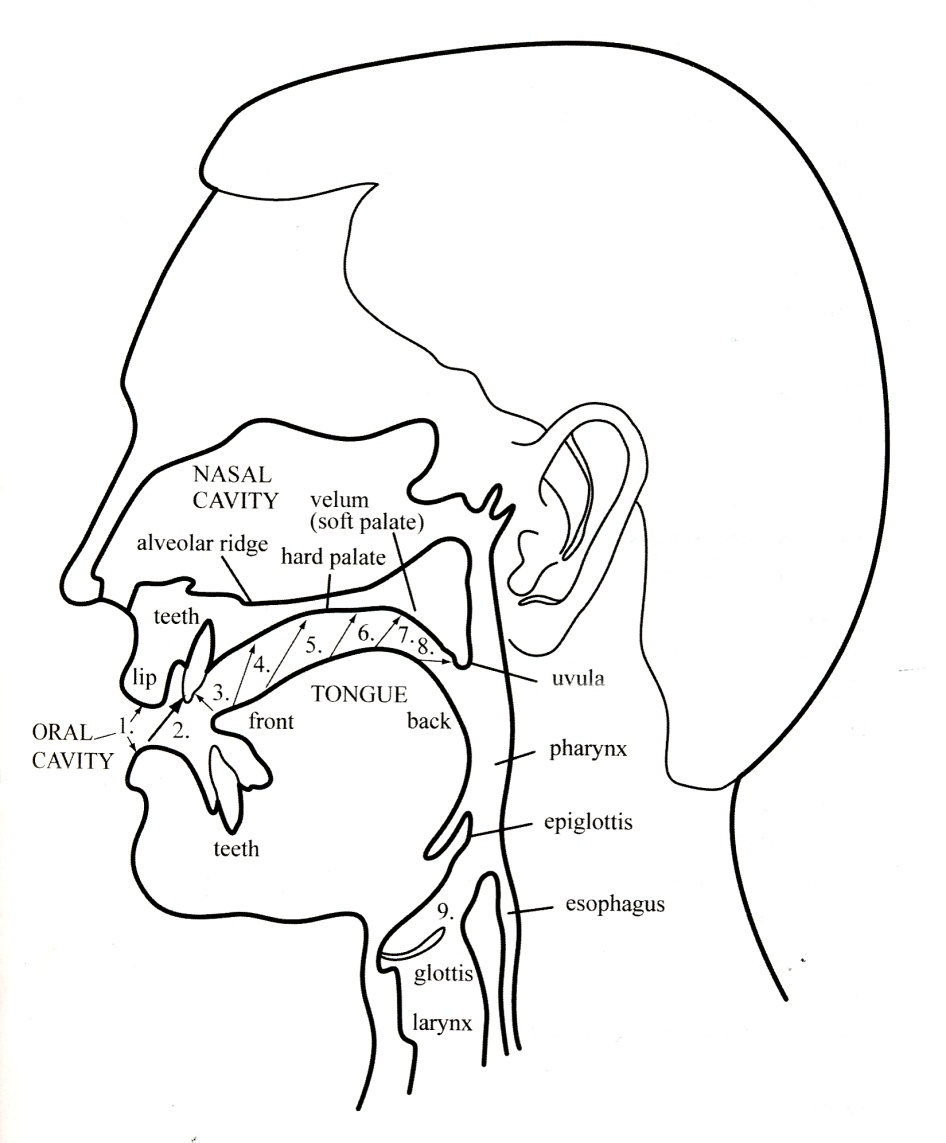 NASAL
CAVITY
velum
(soft palate)
alveolar ridge
hard palate
teeth
lip
1.
2.
3.
4.
5.
6.
7.
8.
TONGUE
front
back
uvula
ORAL
CAVITY
pharynx
epiglottis
teeth
esophagus
9.
glottis
larynx